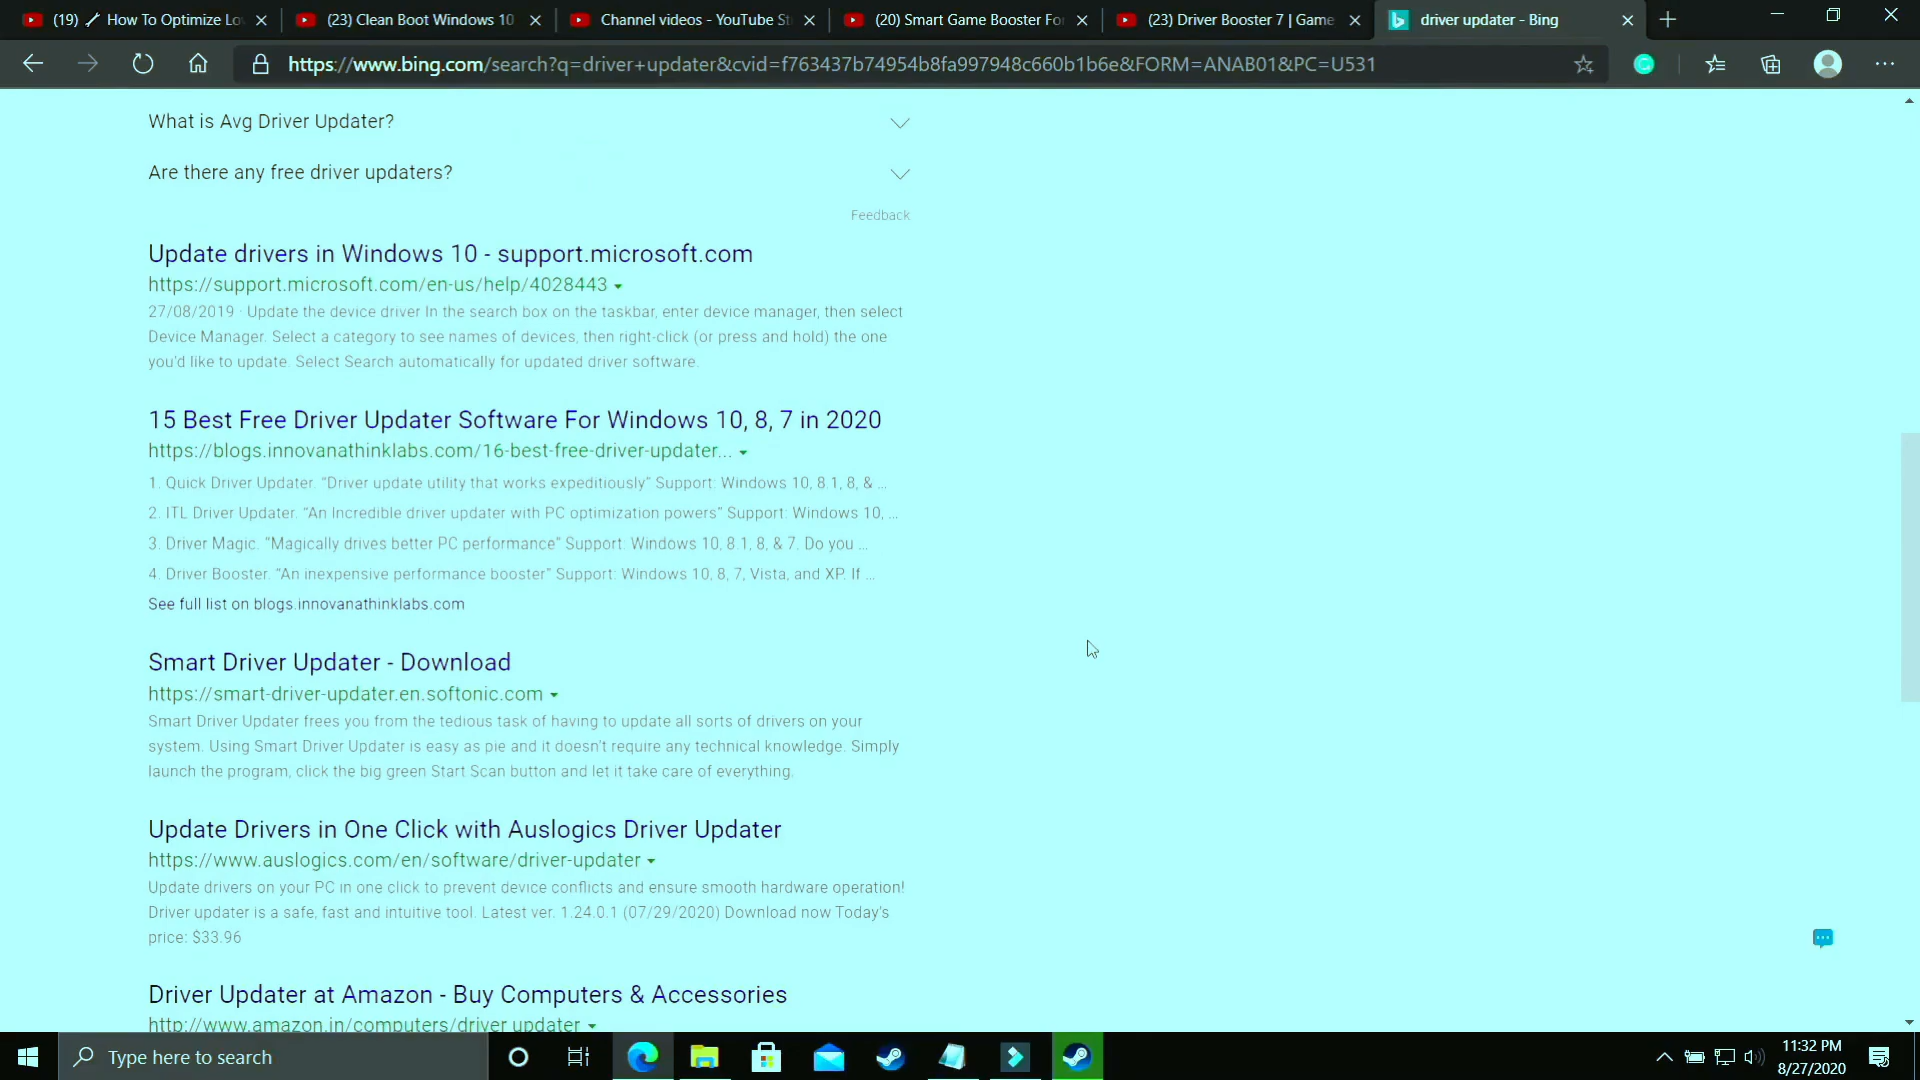 (19) 🔧 How To Optimize Lo
(23) Clean Boot Windows 10
Channel videos - YouTube St
(20) Smart Game Booster Fo
(23) Driver Booster 7 | Game
driver updater - Bing
https://www.bing.com/search?q=driver+updater&cvid=f763437b74954b8fa997948c660b1b6e&FORM=ANAB01&PC=U531
What is Avg Driver Updater?
Are there any free driver updaters?
Feedback
Update drivers in Windows 10 - support.microsoft.com
https://support.microsoft.com/en-us/help/4028443
27/08/2019 · Update the device driver In the search box on the taskbar, enter device manager, then select
Device Manager. Select a category to see names of devices, then right-click (or press and hold) the one
you'd like to update. Select Search automatically for updated driver software.
15 Best Free Driver Updater Software For Windows 10, 8, 7 in 2020
https://blogs.innovanathinklabs.com/16-best-free-driver-updater...
1. Quick Driver Updater. “Driver update utility that works expeditiously” Support: Windows 10, 8.1, 8, & ...
2. ITL Driver Updater. “An Incredible driver updater with PC optimization powers” Support: Windows 10, ...
3. Driver Magic. “Magically drives better PC performance” Support: Windows 10, 8.1, 8, & 7. Do you ...
4. Driver Booster. “An inexpensive performance booster” Support: Windows 10, 8, 7, Vista, and XP. If ...
See full list on blogs.innovanathinklabs.com
Smart Driver Updater - Download
https://smart-driver-updater.en.softonic.com
Smart Driver Updater frees you from the tedious task of having to update all sorts of drivers on your
system. Using Smart Driver Updater is easy as pie and it doesn't require any technical knowledge. Simply
launch the program, click the big green Start Scan button and let it take care of everything.
Update Drivers in One Click with Auslogics Driver Updater
https://www.auslogics.com/en/software/driver-updater
Update drivers on your PC in one click to prevent device conflicts and ensure smooth hardware operation!
Driver updater is a safe, fast and intuitive tool. Latest ver. 1.24.0.1 (07/29/2020) Download now Today's
price: $33.96
Driver Updater at Amazon - Buy Computers & Accessories
http://www.amazon.in/computers/driver updater
Type here to search
11:32 PM
8/27/2020